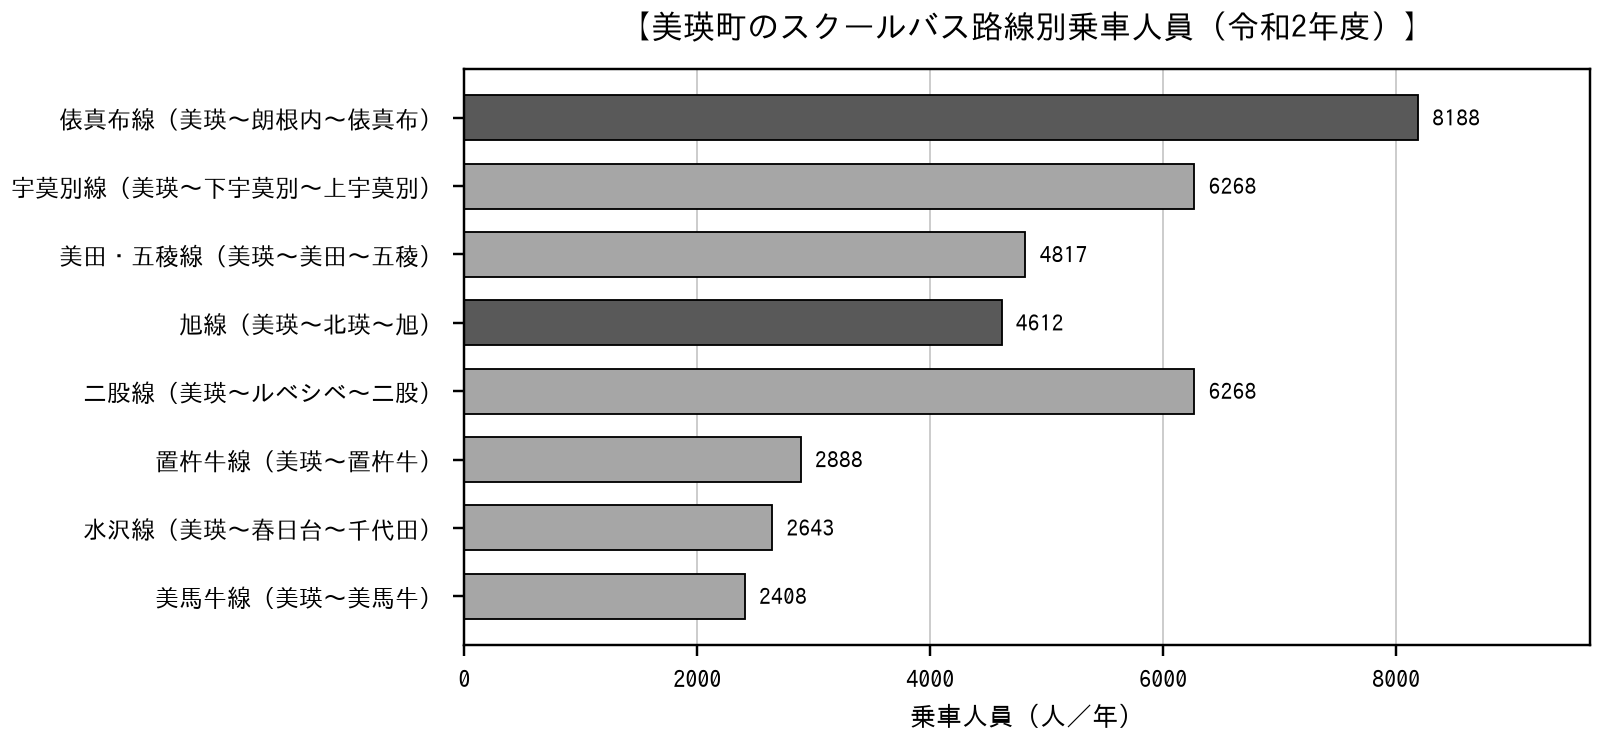 【美瑛町のスクールバス路線別乗車人員（令和2年度）】
俵真布線（美瑛～朗根内～俵真布） 8188
宇莫別線（美瑛～下宇莫別～上宇莫別） 6268
美田・五稜線（美瑛～美田～五稜） 4817
旭線（美瑛～北瑛～旭） 4612
二股線（美瑛～ルベシベ～二股） 6268
置杵牛線（美瑛～置杵牛） 2888
水沢線（美瑛～春日台～千代田） 2643
美馬牛線（美瑛～美馬牛） 2408
0 2000 4000 6000 8000
乗車人員（人／年）